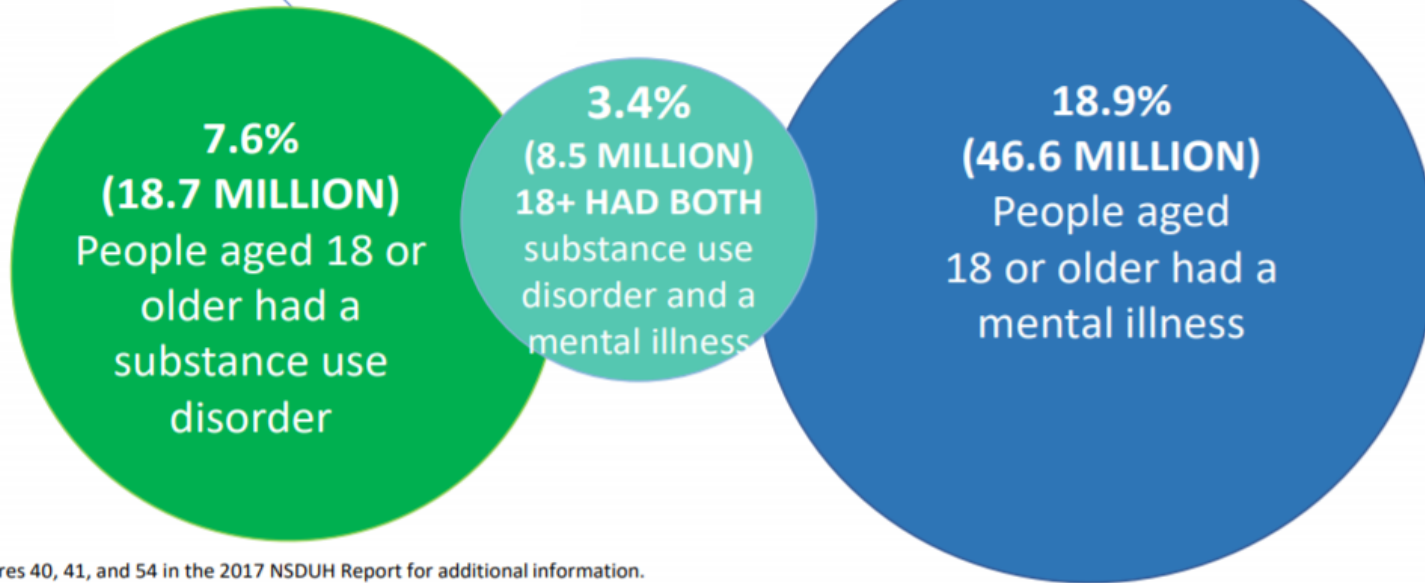 7.6%
(18.7 MILLION)
People aged 18 or
older had a
substance use
disorder
3.4%
(8.5 MILLION)
18+ HAD BOTH
substance use
disorder and a
mental illness
18.9%
(46.6 MILLION)
People aged
18 or older had a
mental illness
res 40, 41, and 54 in the 2017 NSDUH Report for additional information.